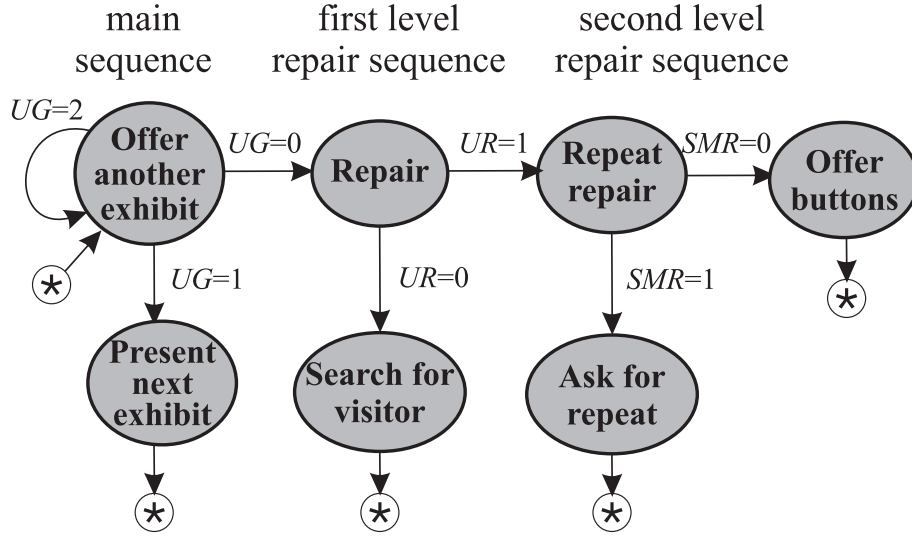 main
sequence
first level
repair sequence
second level
repair sequence
UG=2
Offer
another
exhibit
UG=0
Repair
UR=1
Repeat
repair
SMR=0
Offer
buttons
*
UG=1
UR=0
SMR=1
*
Present
next
exhibit
Search for
visitor
Ask for
repeat
*
*
*